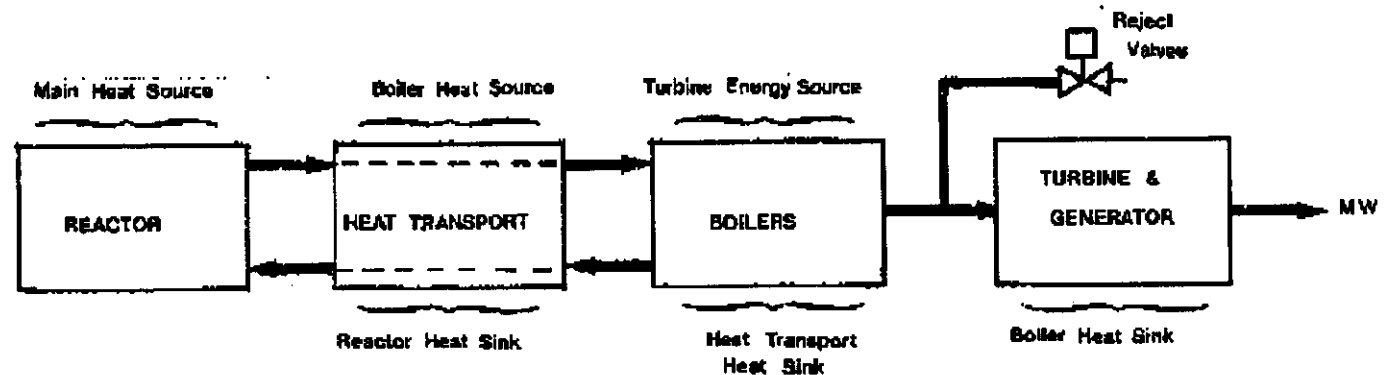 Reject
Valves
Main Heat Source
Boiler Heat Source
Turbine Energy Source
REACTOR
HEAT TRANSPORT
BOILERS
TURBINE &
GENERATOR
MW
Reactor Heat Sink
Heat Transport
Heat Sink
Boiler Heat Sink